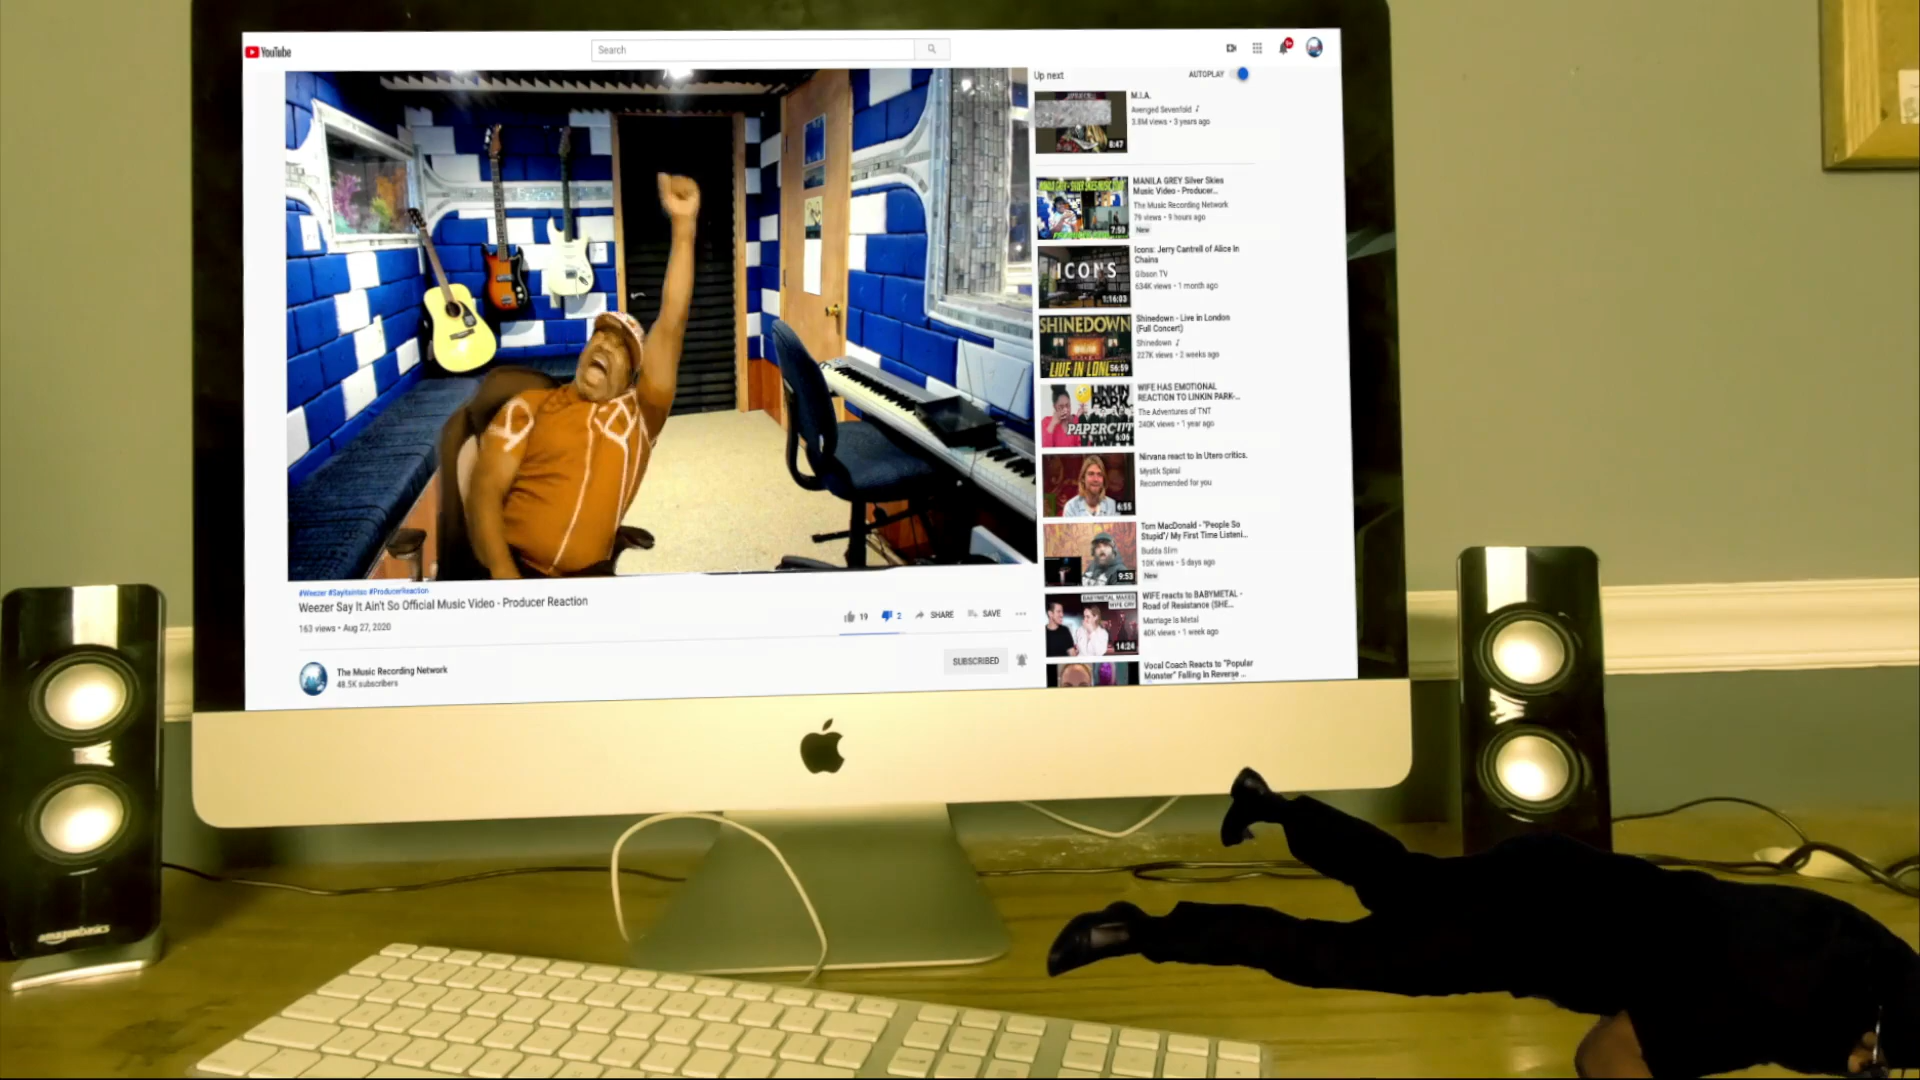 YouTube
Search
Up next
AUTOPLAY
M.I.A.
Avenged Sevenfold
3.8M views • 3 years ago
8:47
MANILA GREY Silver Skies
Music Video - Producer...
The Music Recording Network
79 views • 9 hours ago
New
7:59
Icons: Jerry Cantrell of Alice In
Chains
Gibson TV
634K views • 1 month ago
ICONS
1:16:03
Shinedown - Live in London
(Full Concert)
Shinedown
227K views • 2 weeks ago
SHINEDOWN
LIVE IN LONDON
56:59
WIFE HAS EMOTIONAL
REACTION TO LINKIN PARK-...
The Adventures of TNT
240K views • 1 year ago
LINKIN
PARK
PAPERCUT
6:06
Nirvana react to In Utero critics.
Mystik Spiral
Recommended for you
6:55
Tom MacDonald - "People So
Stupid"/ My First Time Listeni...
Budda Slim
10K views • 5 days ago
New
9:53
WIFE reacts to BABYMETAL -
Road of Resistance (SHE...
Marriage Is Metal
40K views • 1 week ago
BABYMETAL MAKES
WIFE CRY
14:24
Vocal Coach Reacts to "Popular
Monster" Falling In Reverse ...
#Weezer #SayItAintSo #ProducerReaction
Weezer Say It Ain't So Official Music Video - Producer Reaction
163 views • Aug 27, 2020
19
2
SHARE
SAVE
The Music Recording Network
48.5K subscribers
SUBSCRIBED
amazonbasics